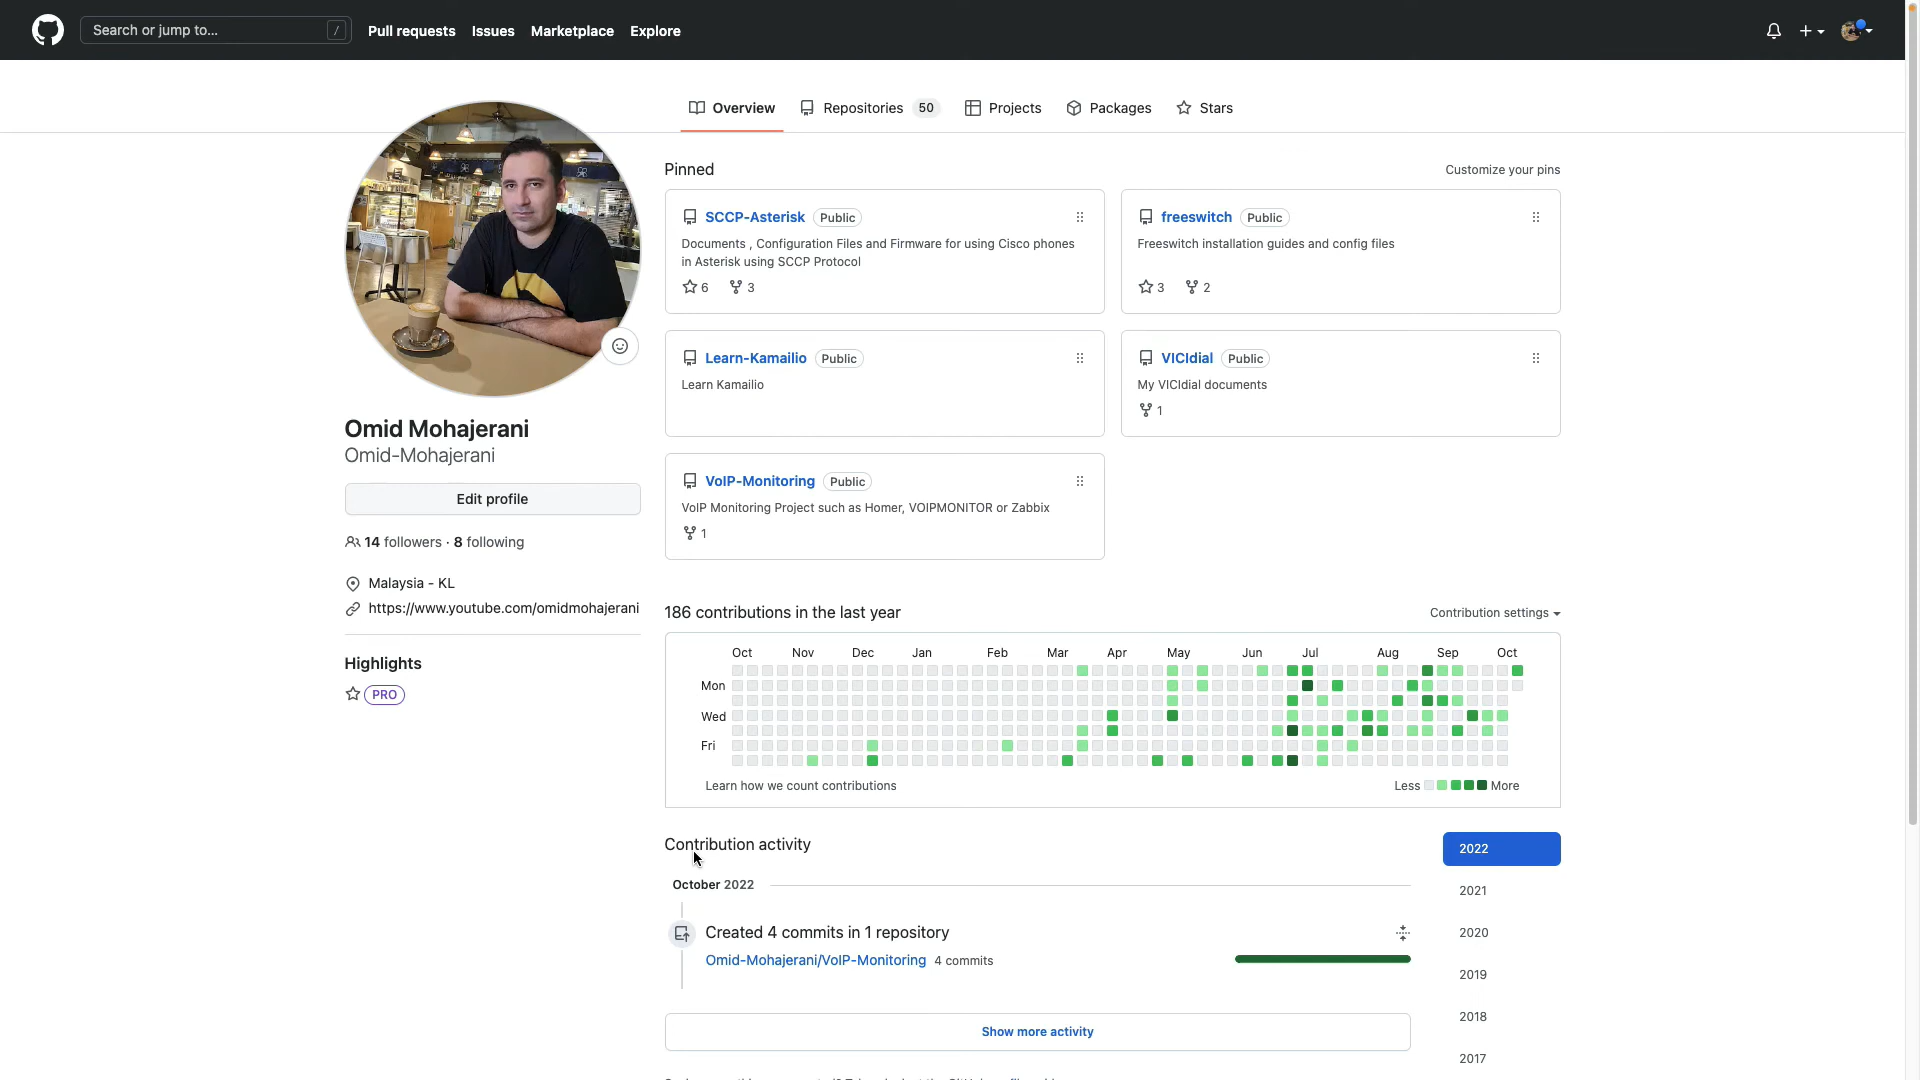 Search or jump to... /
Pull requests Issues Marketplace Explore
Overview Repositories 50 Projects Packages Stars
Pinned
Customize your pins
SCCP-Asterisk Public
Documents , Configuration Files and Firmware for using Cisco phones
in Asterisk using SCCP Protocol
6 3
freeswitch Public
Freeswitch installation guides and config files
3 2
Learn-Kamailio Public
Learn Kamailio
VICIdial Public
My VICIdial documents
1
VoIP-Monitoring Public
VoIP Monitoring Project such as Homer, VOIPMONITOR or Zabbix
1
Omid Mohajerani
Omid-Mohajerani
Edit profile
14 followers · 8 following
Malaysia - KL
https://www.youtube.com/omidmohajerani
Highlights
PRO
186 contributions in the last year
Contribution settings
Oct Nov Dec Jan Feb Mar Apr May Jun Jul Aug Sep Oct
Mon
Wed
Fri
Learn how we count contributions
Less More
Contribution activity
October 2022
Created 4 commits in 1 repository
Omid-Mohajerani/VoIP-Monitoring 4 commits
Show more activity
2022
2021
2020
2019
2018
2017